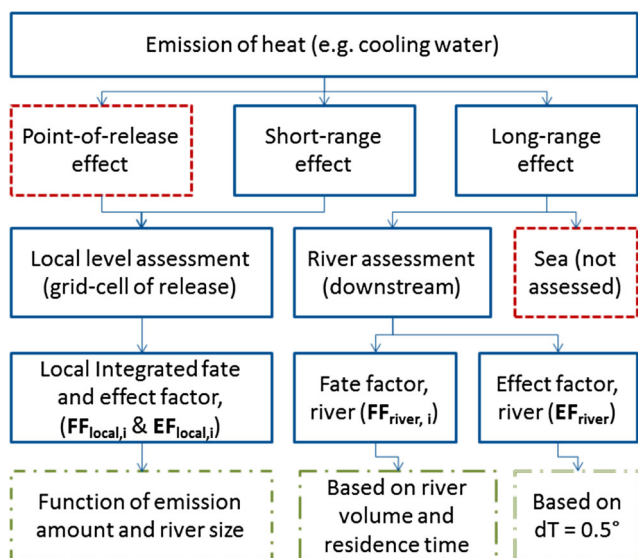 Emission of heat (e.g. cooling water)
Point-of-release
effect
Short-range
effect
Long-range
effect
Local level assessment
(grid-cell of release)
River assessment
(downstream)
Sea (not
assessed)
Local Integrated fate
and effect factor,
(FFlocal,i & EFlocal,i)
Fate factor,
river (FFriver, i)
Effect factor,
river (EFriver)
Function of emission
amount and river size
Based on river
volume and
residence time
Based on
dT = 0.5°